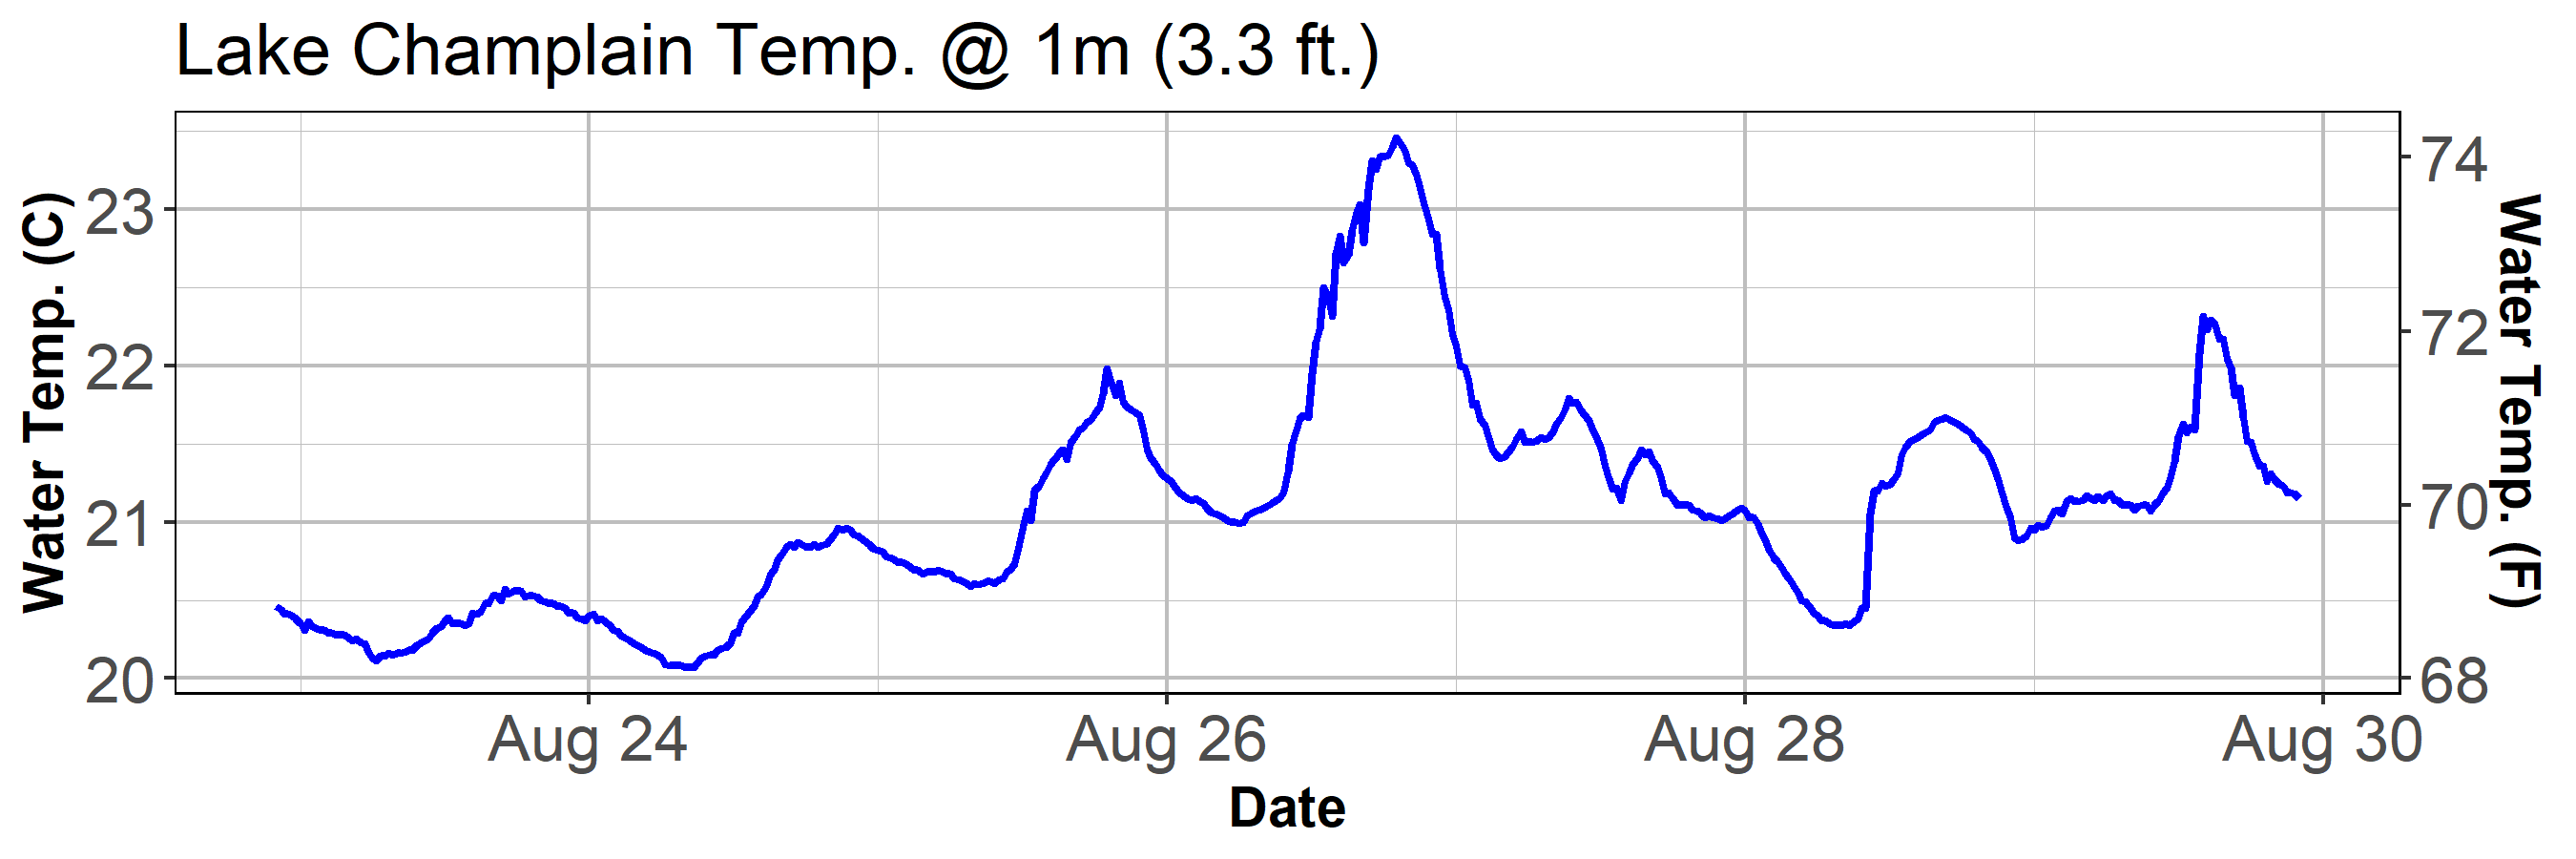 Lake Champlain Temp. @ 1m (3.3 ft.)
Water Temp. (C)
23
22
21
20
74
72
70
68
Water Temp. (F)
Aug 24
Aug 26
Aug 28
Aug 30
Date